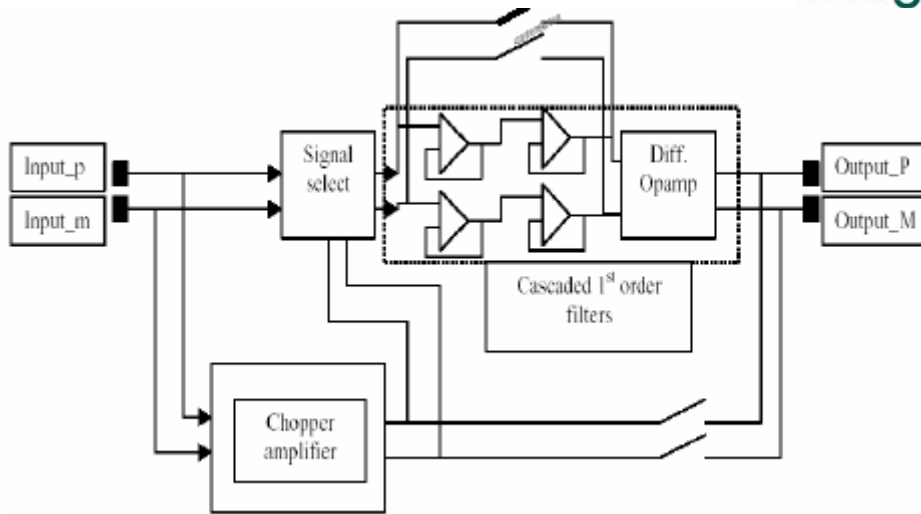 Input_p
Input_m
Signal
select
Diff.
Opamp
Output_P
Output_M
Cascaded 1st order
filters
Chopper
amplifier